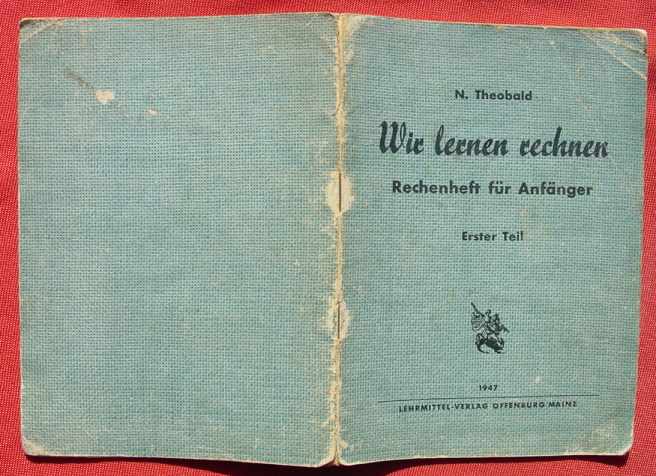 N. Theobald
Wir lernen rechnen
Rechenheft für Anfänger
Erster Teil
1947
LEHRMITTEL-VERLAG OFFENBURG/MAINZ